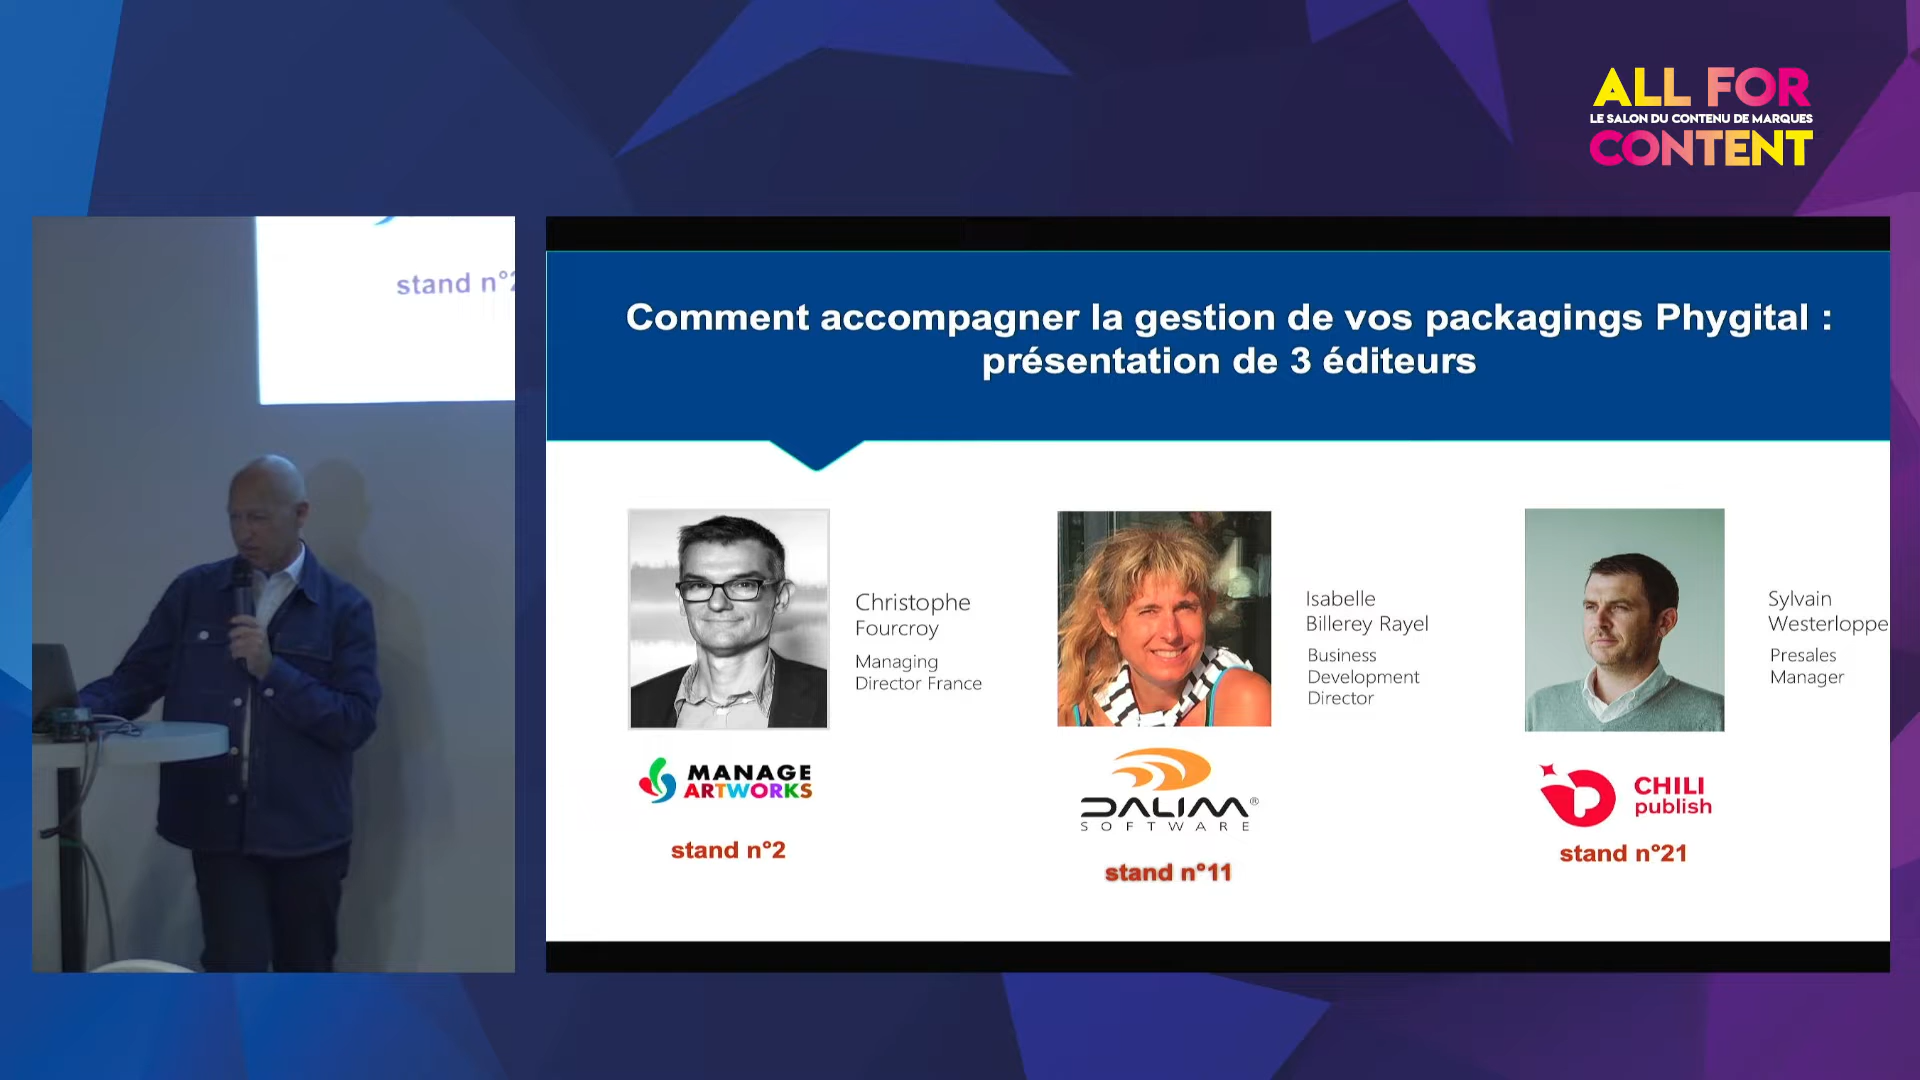 ALL FOR
LE SALON DU CONTENU DE MARQUES
CONTENT
stand n°2
Comment accompagner la gestion de vos packagings Phygital :
présentation de 3 éditeurs
Christophe
Fourcroy
Managing
Director France
MANAGE
ARTWORKS
stand n°2
Isabelle
Billerey Rayel
Business
Development
Director
DALIM®
SOFTWARE
stand n°11
Sylvain
Westerloppe
Presales
Manager
CHILI
publish
stand n°21